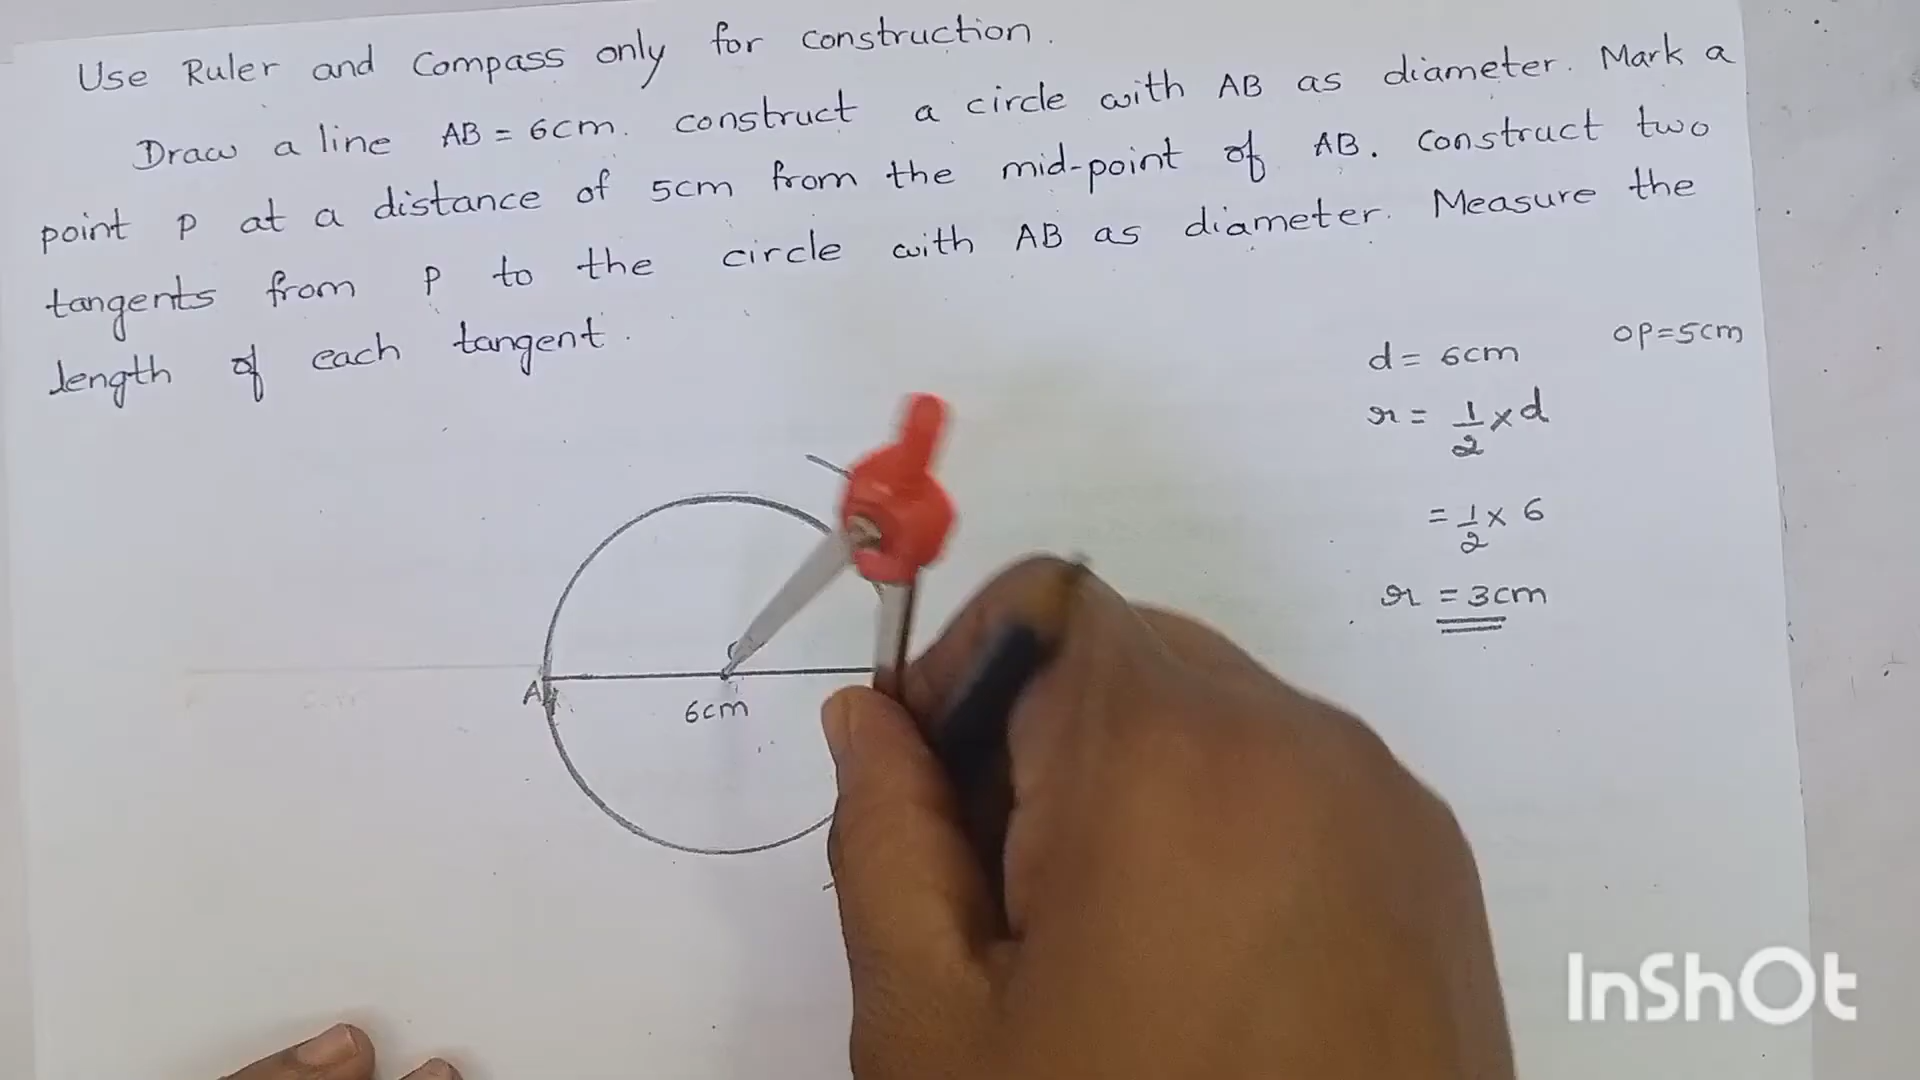 Use Ruler and Compass only for construction.
Draw a line AB = 6cm. construct a circle with AB as diameter. Mark a
point P at a distance of 5cm from the mid-point of AB. construct two
tangents from P to the circle with AB as diameter. Measure the
length of each tangent.
d = 6cm OP=5cm
r = 1/2 × d
= 1/2 × 6
r = 3cm
A
6cm
InShOt